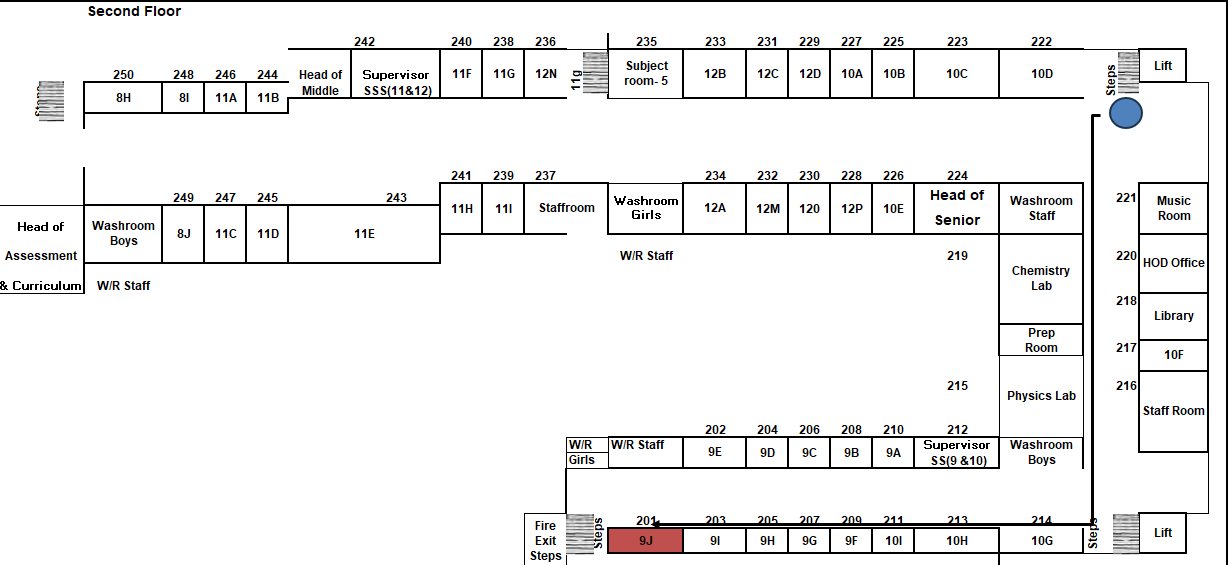 Second Floor
242 240 238 236 235 233 231 229 227 225 223 222
250 248 246 244
Head of
Middle
Supervisor
SSS(11&12)
11F 11G 12N
11g
Subject
room- 5
12B 12C 12D 10A 10B 10C 10D
Steps
Lift
8H 8I 11A 11B
241 239 237 234 232 230 228 226 224
249 247 245 243
221
Head of
Assessment
& Curriculum
Washroom
Boys
8J 11C 11D 11E
11H 11I Staffroom
Washroom
Girls
12A 12M 120 12P 10E
Head of
Senior
Washroom
Staff
Music
Room
W/R Staff
W/R Staff
219
Chemistry
Lab
220
HOD Office
218
Library
Prep
Room
217
10F
215
Physics Lab
216
Staff Room
202 204 206 208 210 212
W/R
Girls
W/R Staff
9E 9D 9C 9B 9A
Supervisor
SS(9 &10)
Washroom
Boys
201 203 205 207 209 211 213 214
Fire
Exit
Steps
Steps
9J 9I 9H 9G 9F 10I 10H 10G
Steps
Lift